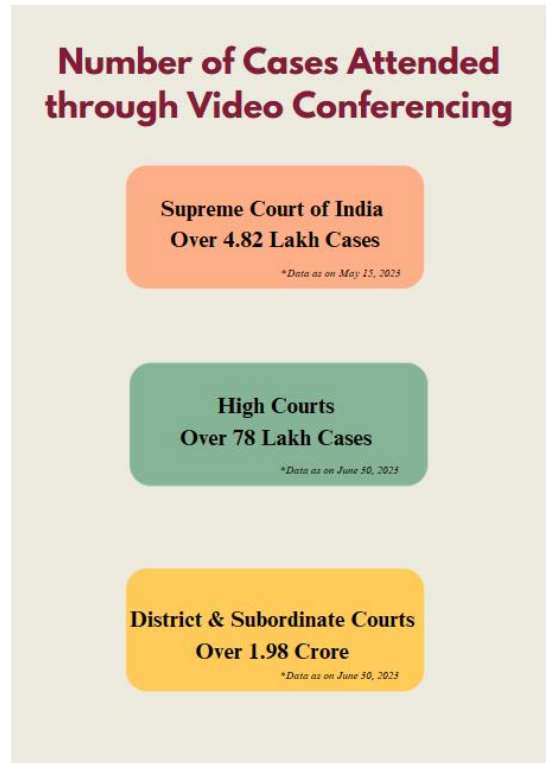 Number of Cases Attended
through Video Conferencing
Supreme Court of India
Over 4.82 Lakh Cases
*Data as on May 15, 2023
High Courts
Over 78 Lakh Cases
*Data as on June 30, 2023
District & Subordinate Courts
Over 1.98 Crore
*Data as on June 30, 2023